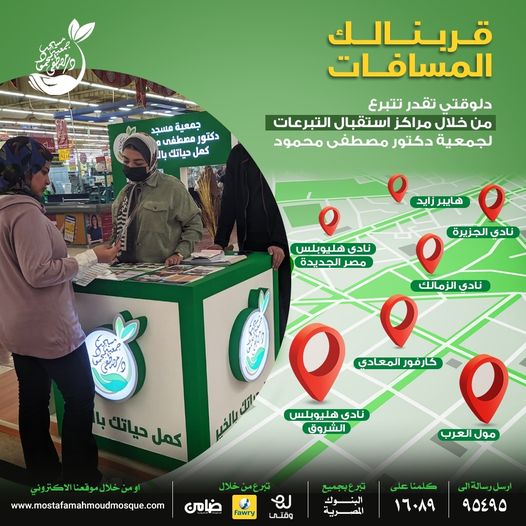 قربنالك
المسافات
دلوقتي تقدر تتبرع
من خلال مراكز استقبال التبرعات
لجمعية دكتور مصطفى محمود
جمعية مسجد
دكتور مصطفى
كمل حياتك بالخير
هايبر زايد
نادي الجزيرة
نادي هليوبلس
مصر الجديدة
نادي الزمالك
كارفور المعادي
نادي هليوبلس
الشروق
مول العرب
كمل حياتك بالخير
ارسل رسالة الى
٩٥٤٩٥
كلمنا على
١٦٠٨٩
تبرع بجميع
البنوك
المصرية
تبرع من خلال
وقتي
Fawry
ضامن
او من خلال موقعنا الالكتروني
www.mostafamahmoudmosque.com